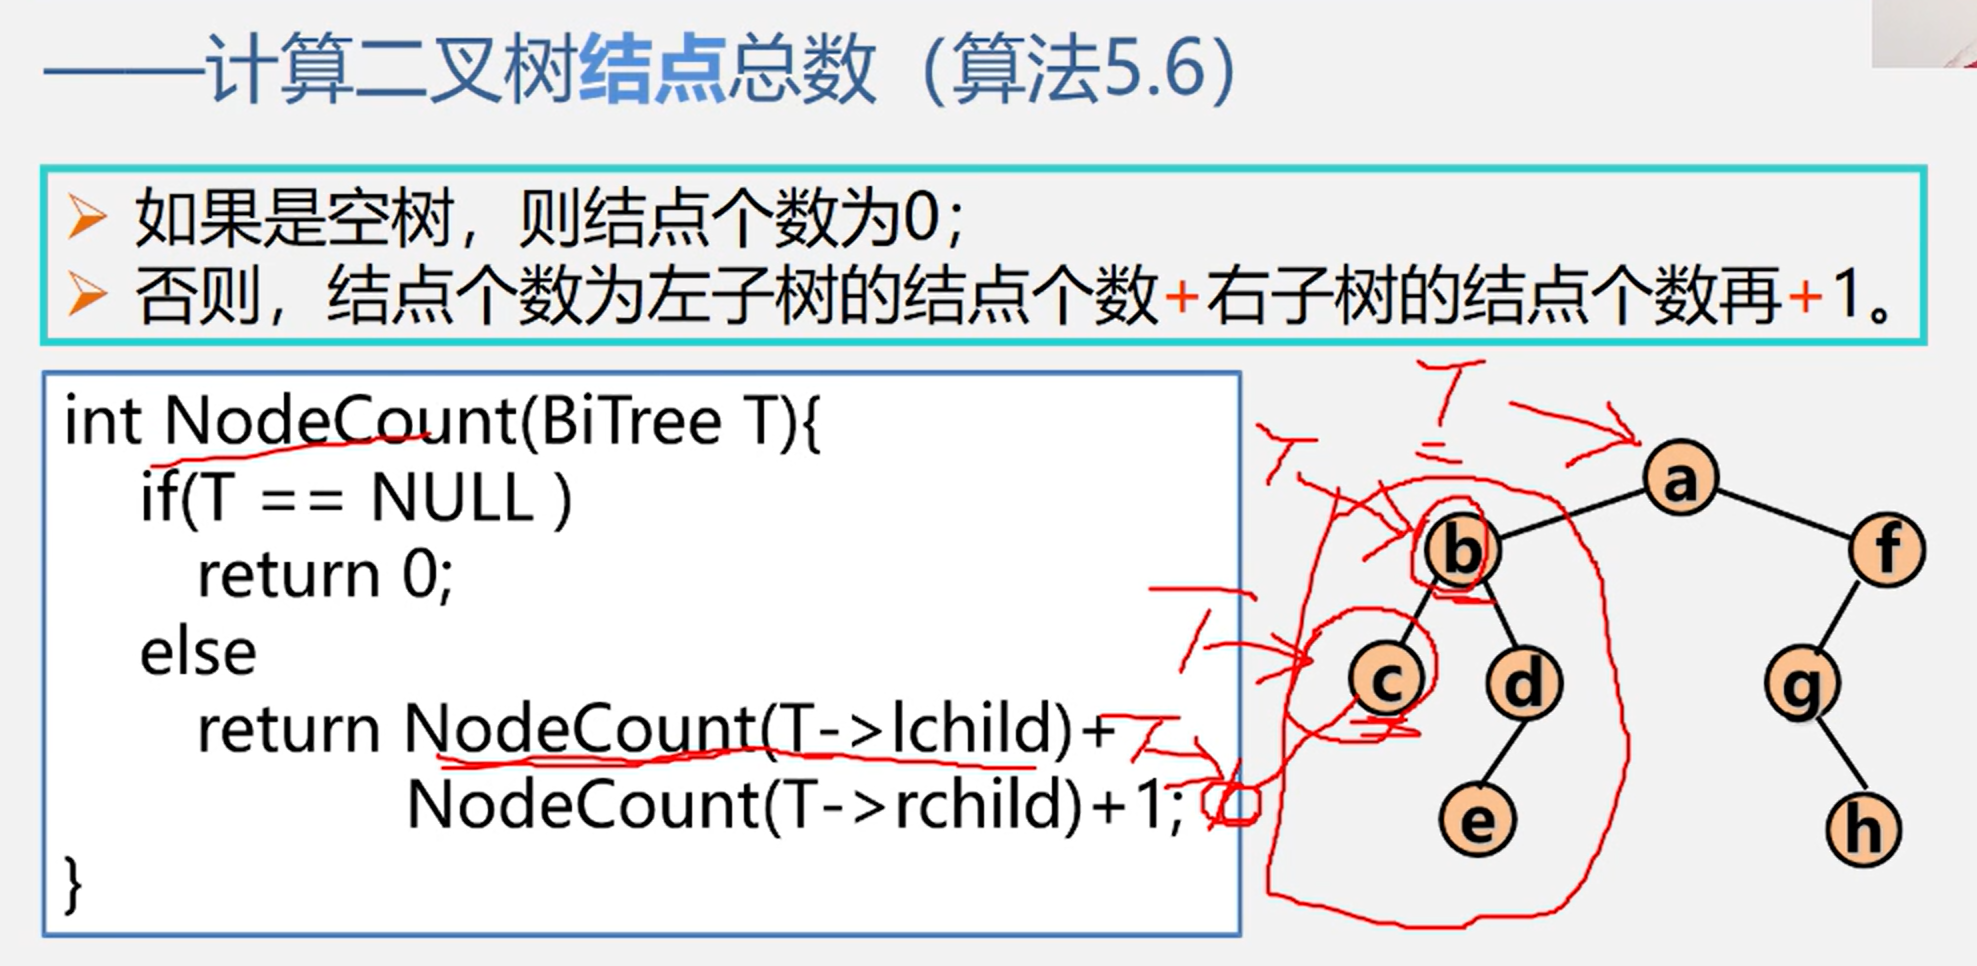 ——计算二叉树结点总数（算法5.6）
如果是空树，则结点个数为0；
否则，结点个数为左子树的结点个数+右子树的结点个数再+1。
int NodeCount(BiTree T){
if(T == NULL )
return 0;
else
return NodeCount(T->lchild)+
NodeCount(T->rchild)+1;
}
T
T
T
T
a
b
f
c
d
g
e
h